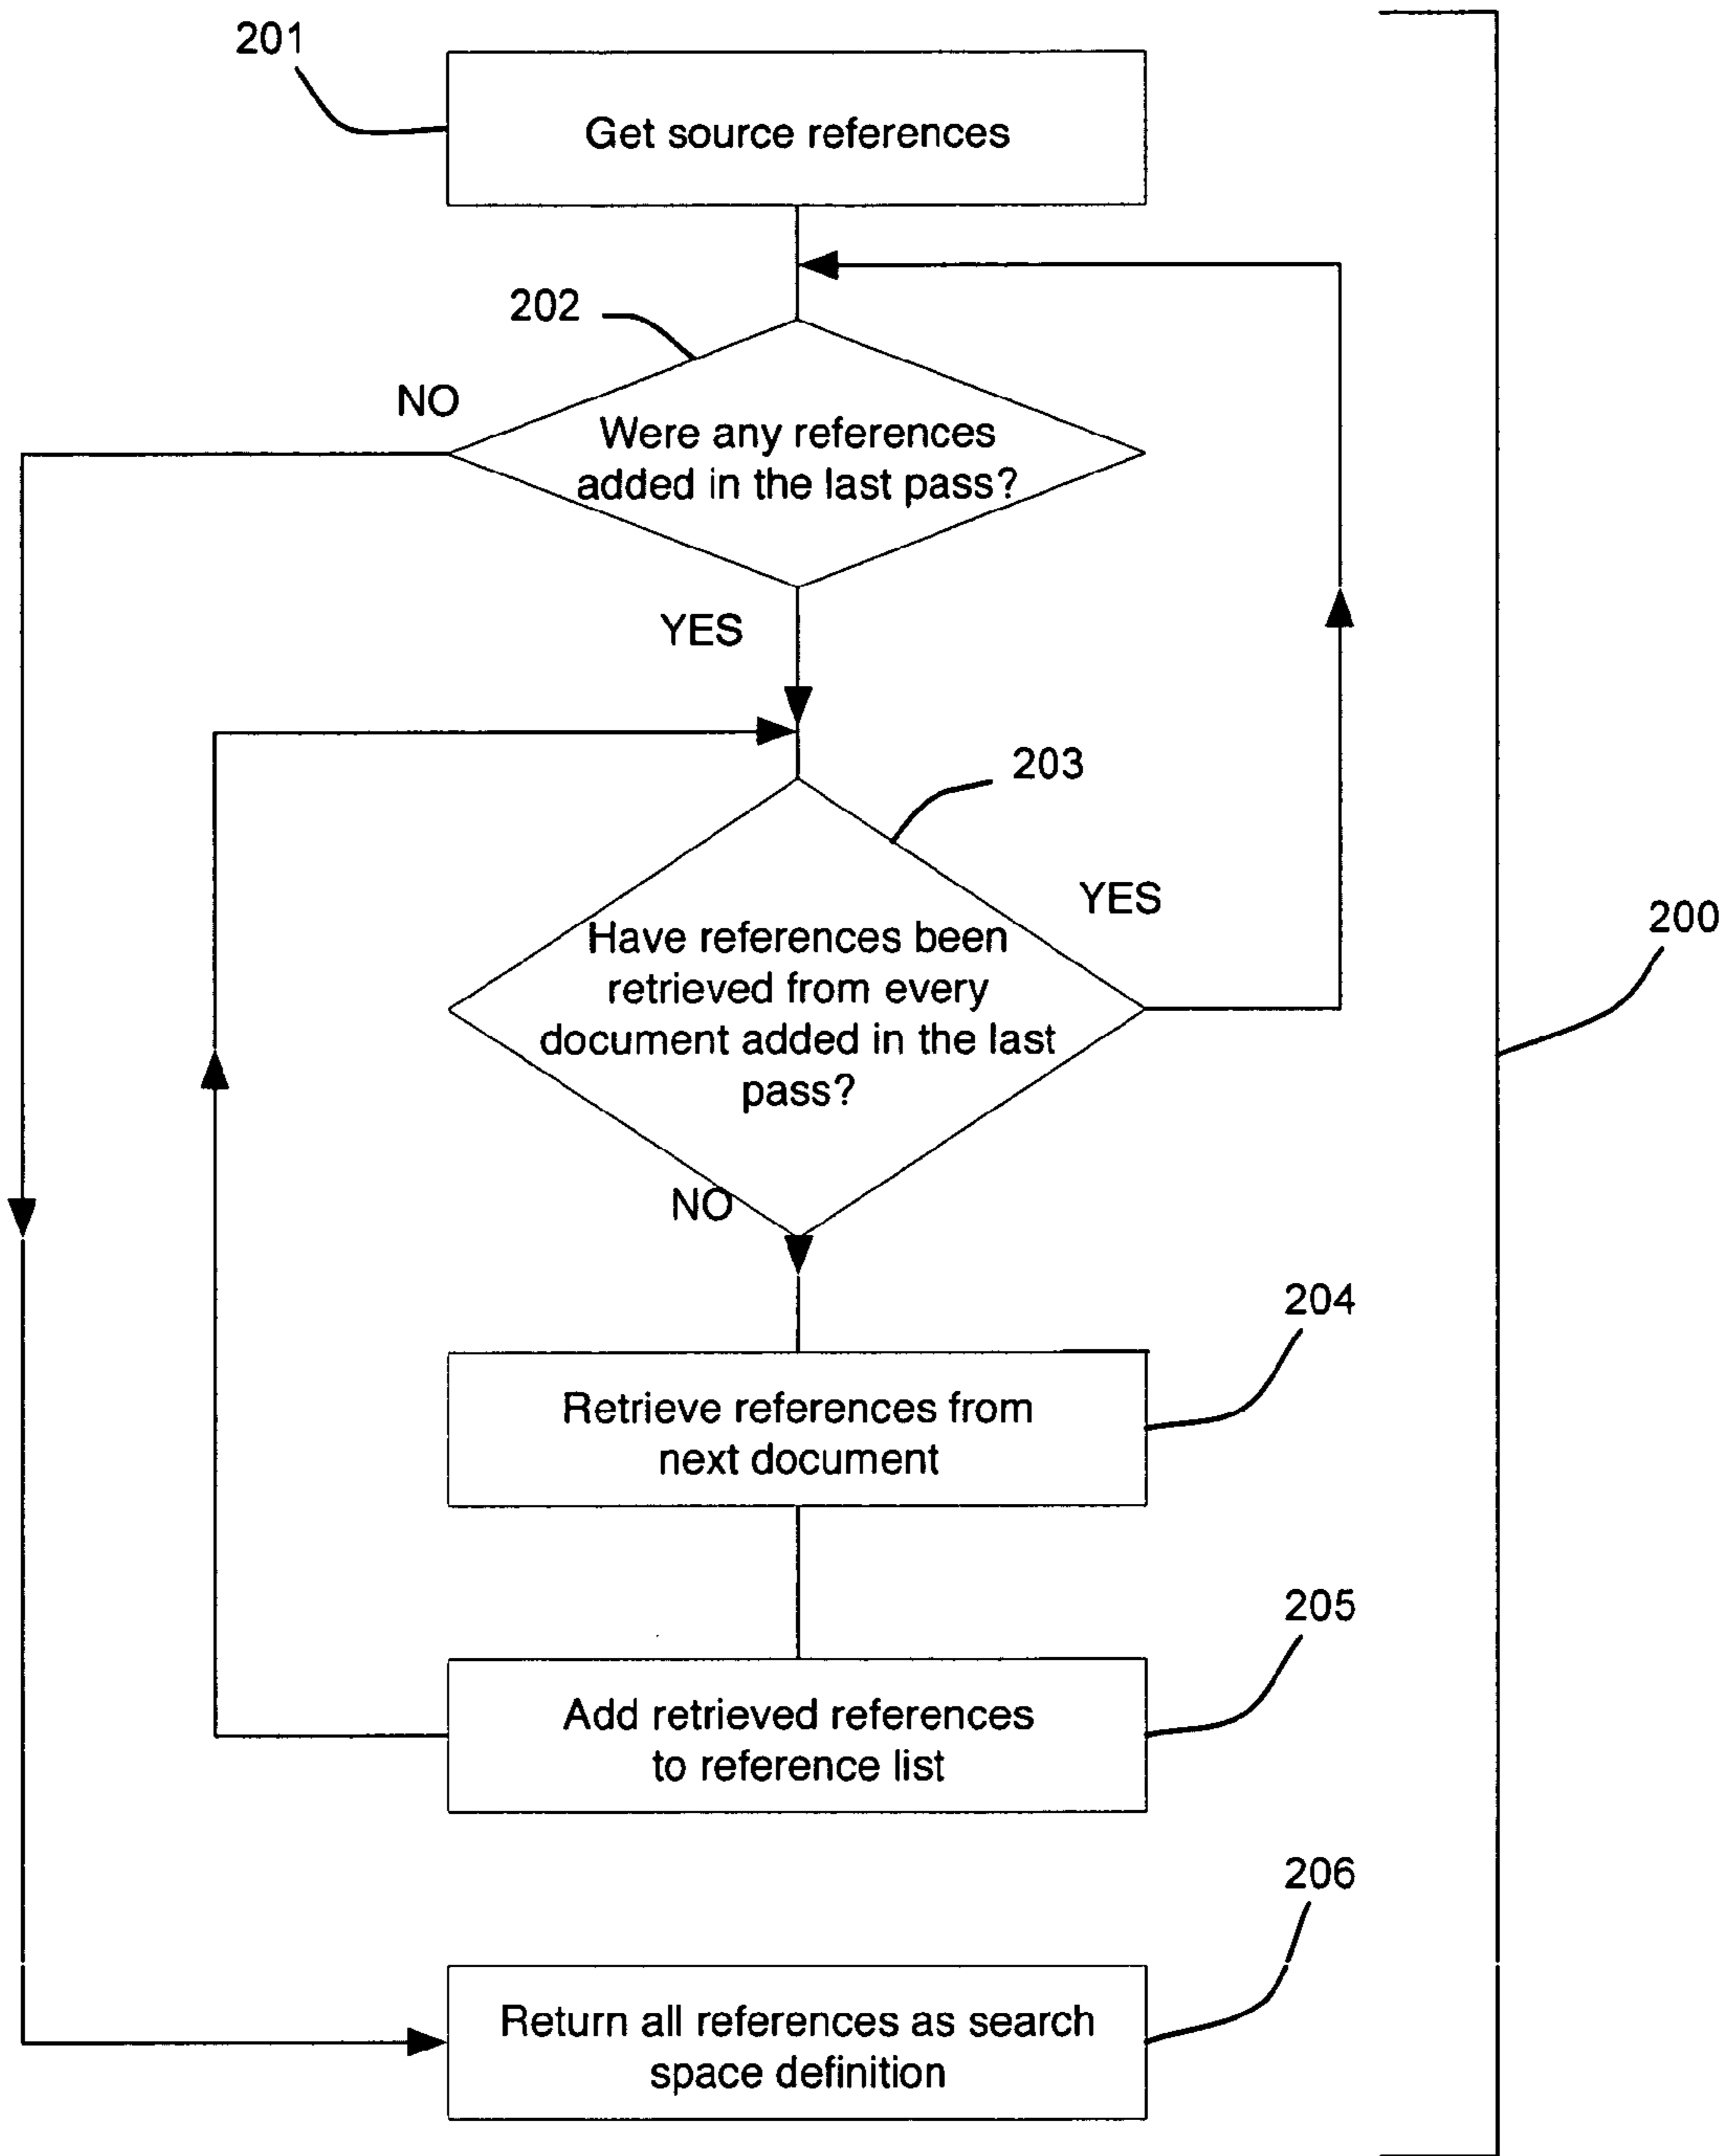 201
Get source references
202
NO
Were any references
added in the last pass?
YES
203
YES
Have references been
retrieved from every
document added in the last
pass?
200
NO
204
Retrieve references from
next document
205
Add retrieved references
to reference list
206
Return all references as search
space definition